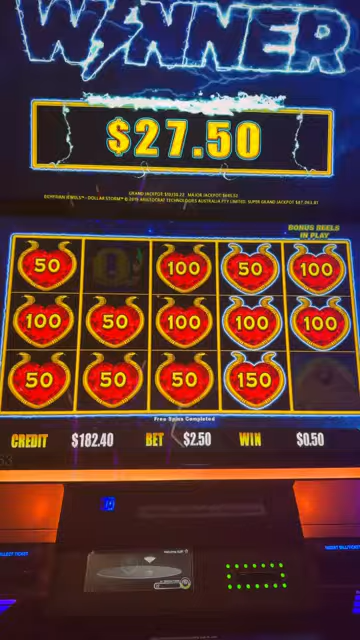 WINNER
$27.50
BONUS REELS
IN PLAY
50 100 50 100
100 50 100 100 100
50 50 50 150
Free Spins Completed
CREDIT $182.40 BET $2.50 WIN $0.50